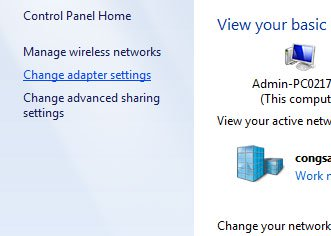 Control Panel Home
Manage wireless networks
Change adapter settings
Change advanced sharing
settings
View your basic
Admin-PC0217
(This comput
View your active netw
congsa
Work n
Change your network